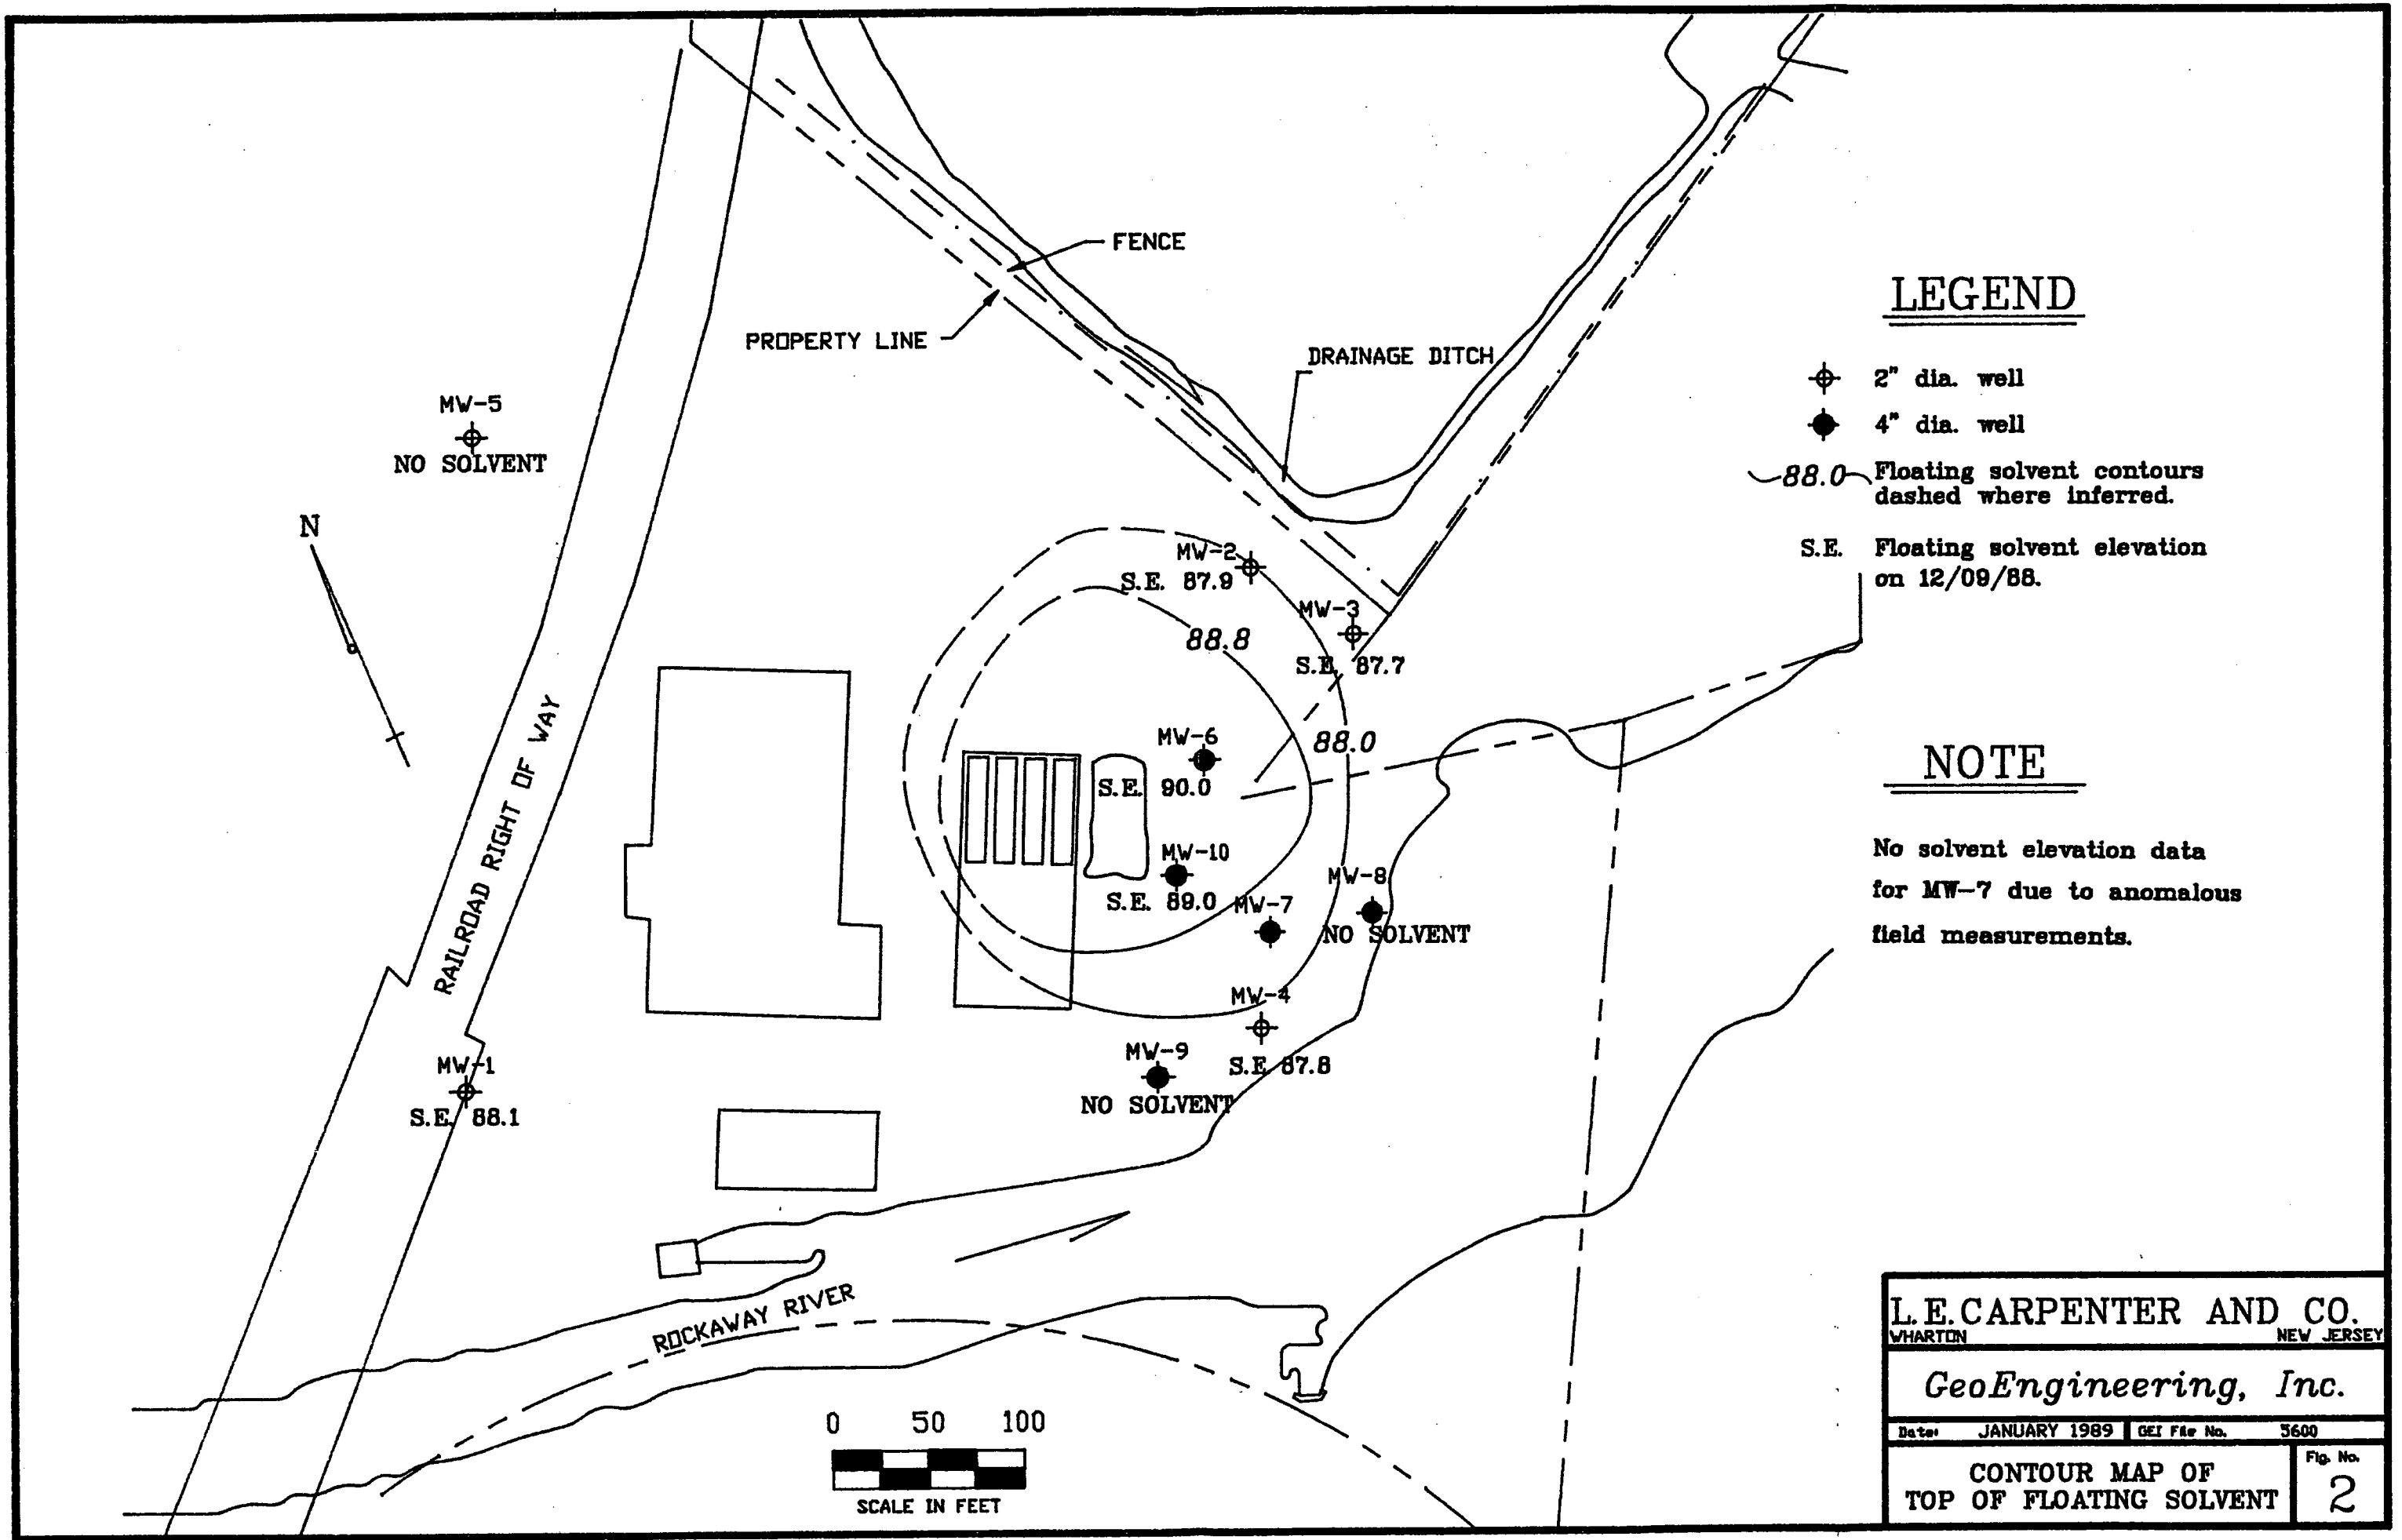 FENCE
PROPERTY LINE
DRAINAGE DITCH
MW-5
NO SOLVENT
N
RAILROAD RIGHT OF WAY
MW-2
S.E. 87.9
MW-3
S.E. 87.7
88.8
88.0
MW-6
S.E. 90.0
MW-10
S.E. 89.0
MW-7
MW-8
NO SOLVENT
MW-4
S.E 87.8
MW-9
NO SOLVENT
MW-1
S.E. 88.1
ROCKAWAY RIVER
0 50 100
SCALE IN FEET
LEGEND
2" dia. well
4" dia. well
88.0 Floating solvent contours
dashed where inferred.
S.E. Floating solvent elevation
on 12/09/88.
NOTE
No solvent elevation data
for MW-7 due to anomalous
field measurements.
L.E.CARPENTER AND CO.
WHARTON NEW JERSEY
GeoEngineering, Inc.
Date: JANUARY 1989 GEI File No. 5600
CONTOUR MAP OF
TOP OF FLOATING SOLVENT
Fig. No.
2